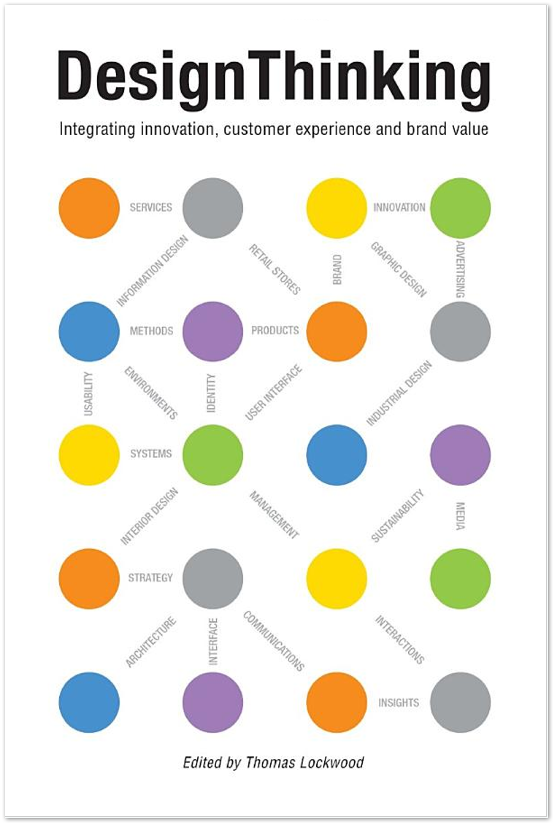 DesignThinking
Integrating innovation, customer experience and brand value
SERVICES
INNOVATION
INFORMATION DESIGN
RETAIL STORES
BRAND
GRAPHIC DESIGN
ADVERTISING
METHODS
PRODUCTS
USABILITY
ENVIRONMENTS
IDENTITY
USER INTERFACE
INDUSTRIAL DESIGN
SYSTEMS
INTERIOR DESIGN
MANAGEMENT
SUSTAINABILITY
MEDIA
STRATEGY
ARCHITECTURE
INTERFACE
COMMUNICATIONS
INTERACTIONS
INSIGHTS
Edited by Thomas Lockwood